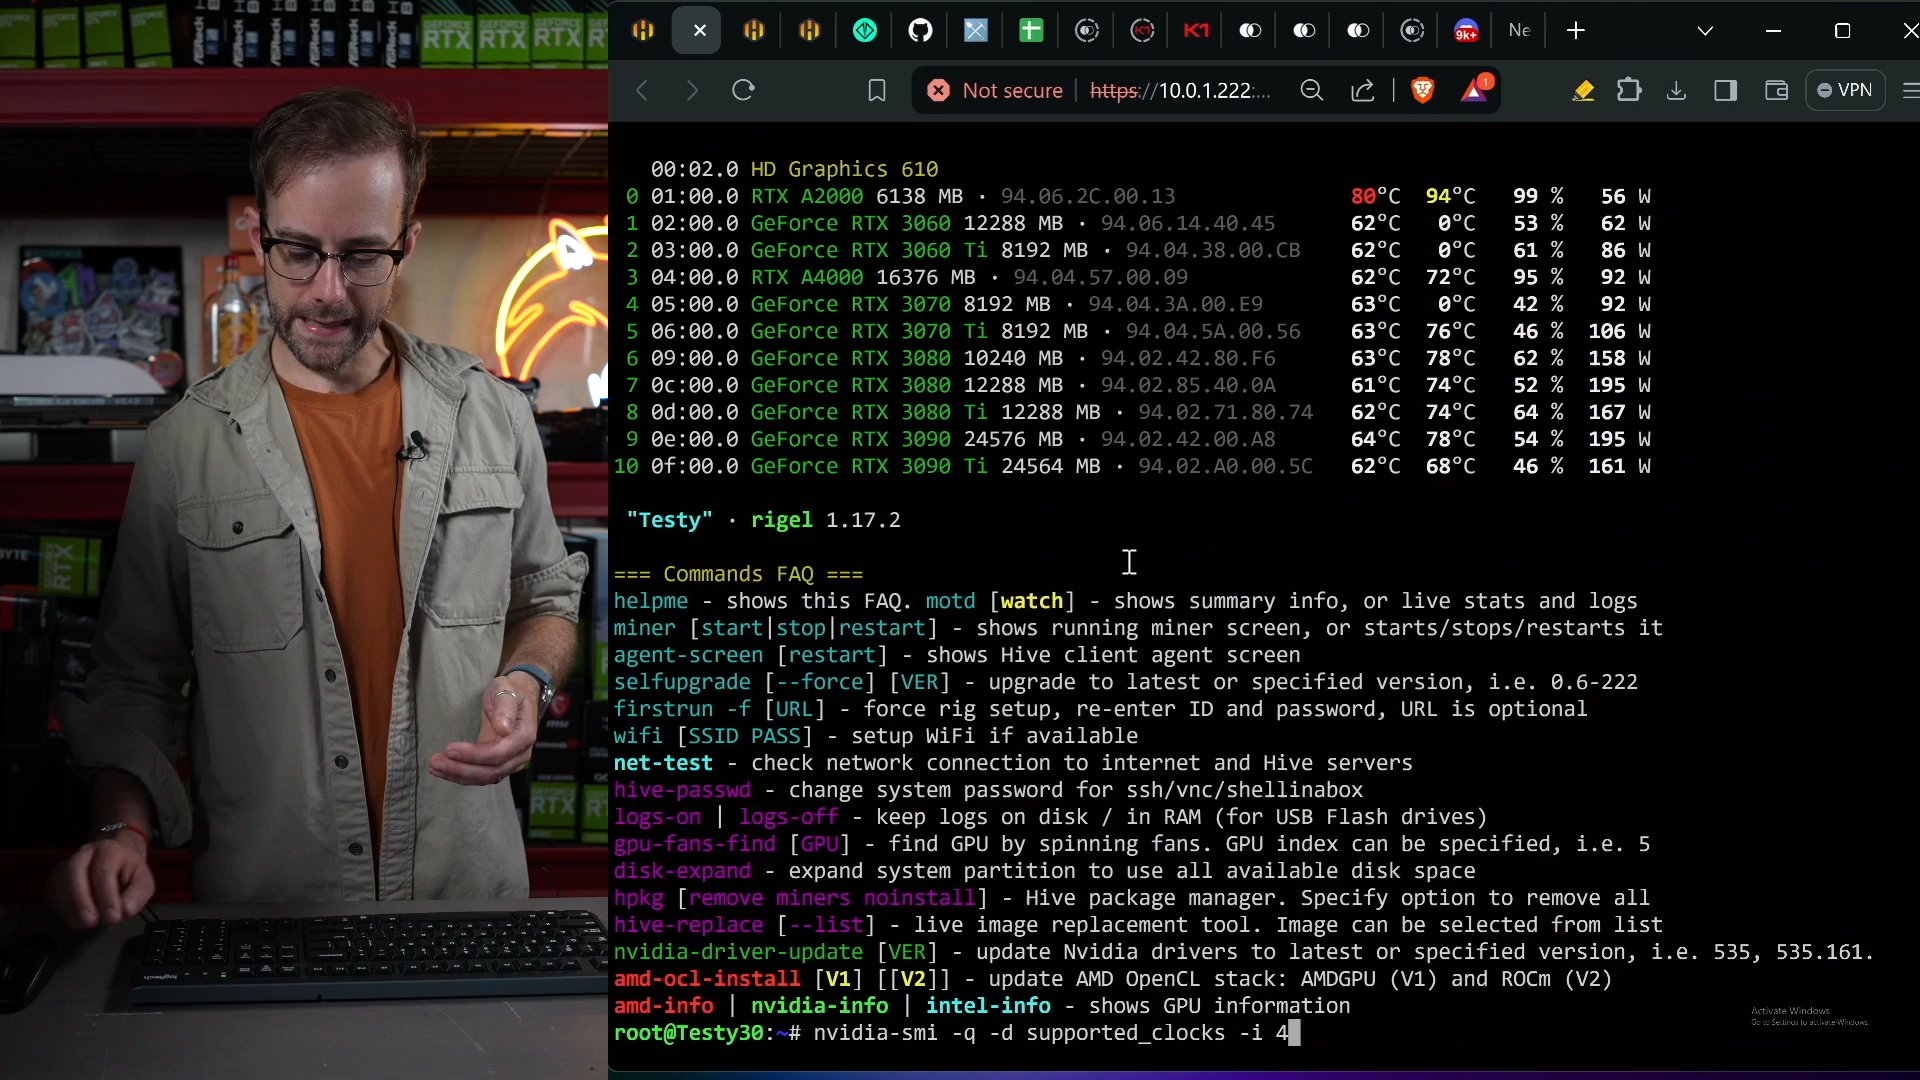 GEFORCE RTX
GEFORCE RTX
GEFORCE RTX
RTX
RTX
9k+
Ne
Not secure
https://10.0.1.222:...
1
VPN
00:02.0 HD Graphics 610
0 01:00.0 RTX A2000 6138 MB · 94.06.2C.00.13 80°C 94°C 99 % 56 W
1 02:00.0 GeForce RTX 3060 12288 MB · 94.06.14.40.45 62°C 0°C 53 % 62 W
2 03:00.0 GeForce RTX 3060 Ti 8192 MB · 94.04.38.00.CB 62°C 0°C 61 % 86 W
3 04:00.0 RTX A4000 16376 MB · 94.04.57.00.09 62°C 72°C 95 % 92 W
4 05:00.0 GeForce RTX 3070 8192 MB · 94.04.3A.00.E9 63°C 0°C 42 % 92 W
5 06:00.0 GeForce RTX 3070 Ti 8192 MB · 94.04.5A.00.56 63°C 76°C 46 % 106 W
6 09:00.0 GeForce RTX 3080 10240 MB · 94.02.42.80.F6 63°C 78°C 62 % 158 W
7 0c:00.0 GeForce RTX 3080 12288 MB · 94.02.85.40.0A 61°C 74°C 52 % 195 W
8 0d:00.0 GeForce RTX 3080 Ti 12288 MB · 94.02.71.80.74 62°C 74°C 64 % 167 W
9 0e:00.0 GeForce RTX 3090 24576 MB · 94.02.42.00.A8 64°C 78°C 54 % 195 W
10 0f:00.0 GeForce RTX 3090 Ti 24564 MB · 94.02.A0.00.5C 62°C 68°C 46 % 161 W
"Testy" · rigel 1.17.2
=== Commands FAQ ===
helpme - shows this FAQ. motd [watch] - shows summary info, or live stats and logs
miner [start|stop|restart] - shows running miner screen, or starts/stops/restarts it
agent-screen [restart] - shows Hive client agent screen
selfupgrade [--force] [VER] - upgrade to latest or specified version, i.e. 0.6-222
firstrun -f [URL] - force rig setup, re-enter ID and password, URL is optional
wifi [SSID PASS] - setup WiFi if available
net-test - check network connection to internet and Hive servers
hive-passwd - change system password for ssh/vnc/shellinabox
logs-on | logs-off - keep logs on disk / in RAM (for USB Flash drives)
gpu-fans-find [GPU] - find GPU by spinning fans. GPU index can be specified, i.e. 5
disk-expand - expand system partition to use all available disk space
hpkg [remove miners noinstall] - Hive package manager. Specify option to remove all
hive-replace [--list] - live image replacement tool. Image can be selected from list
nvidia-driver-update [VER] - update Nvidia drivers to latest or specified version, i.e. 535, 535.161.
amd-ocl-install [V1] [[V2]] - update AMD OpenCL stack: AMDGPU (V1) and ROCm (V2)
amd-info | nvidia-info | intel-info - shows GPU information
root@Testy30:~# nvidia-smi -q -d supported_clocks -i 4
Activate Windows
Go to Settings to activate Windows.